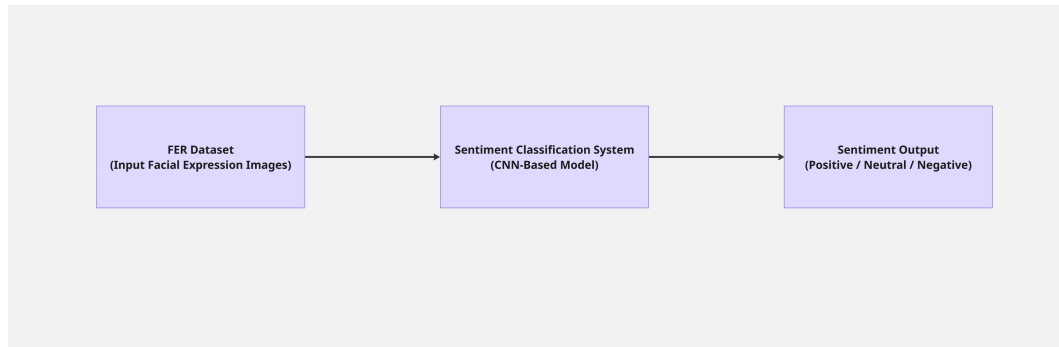 FER Dataset
(Input Facial Expression Images)
Sentiment Classification System
(CNN-Based Model)
Sentiment Output
(Positive / Neutral / Negative)